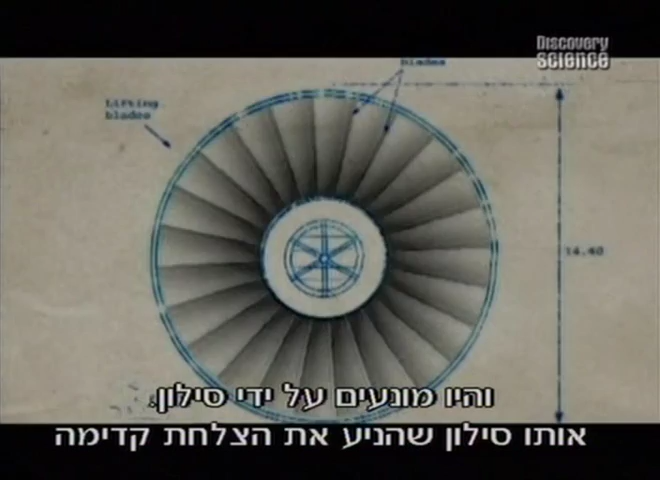 Discovery
SCIENCE
blades
Lifting
blades
14.40
והיו מונעים על ידי סילון.
אותו סילון שהניע את הצלחת קדימה